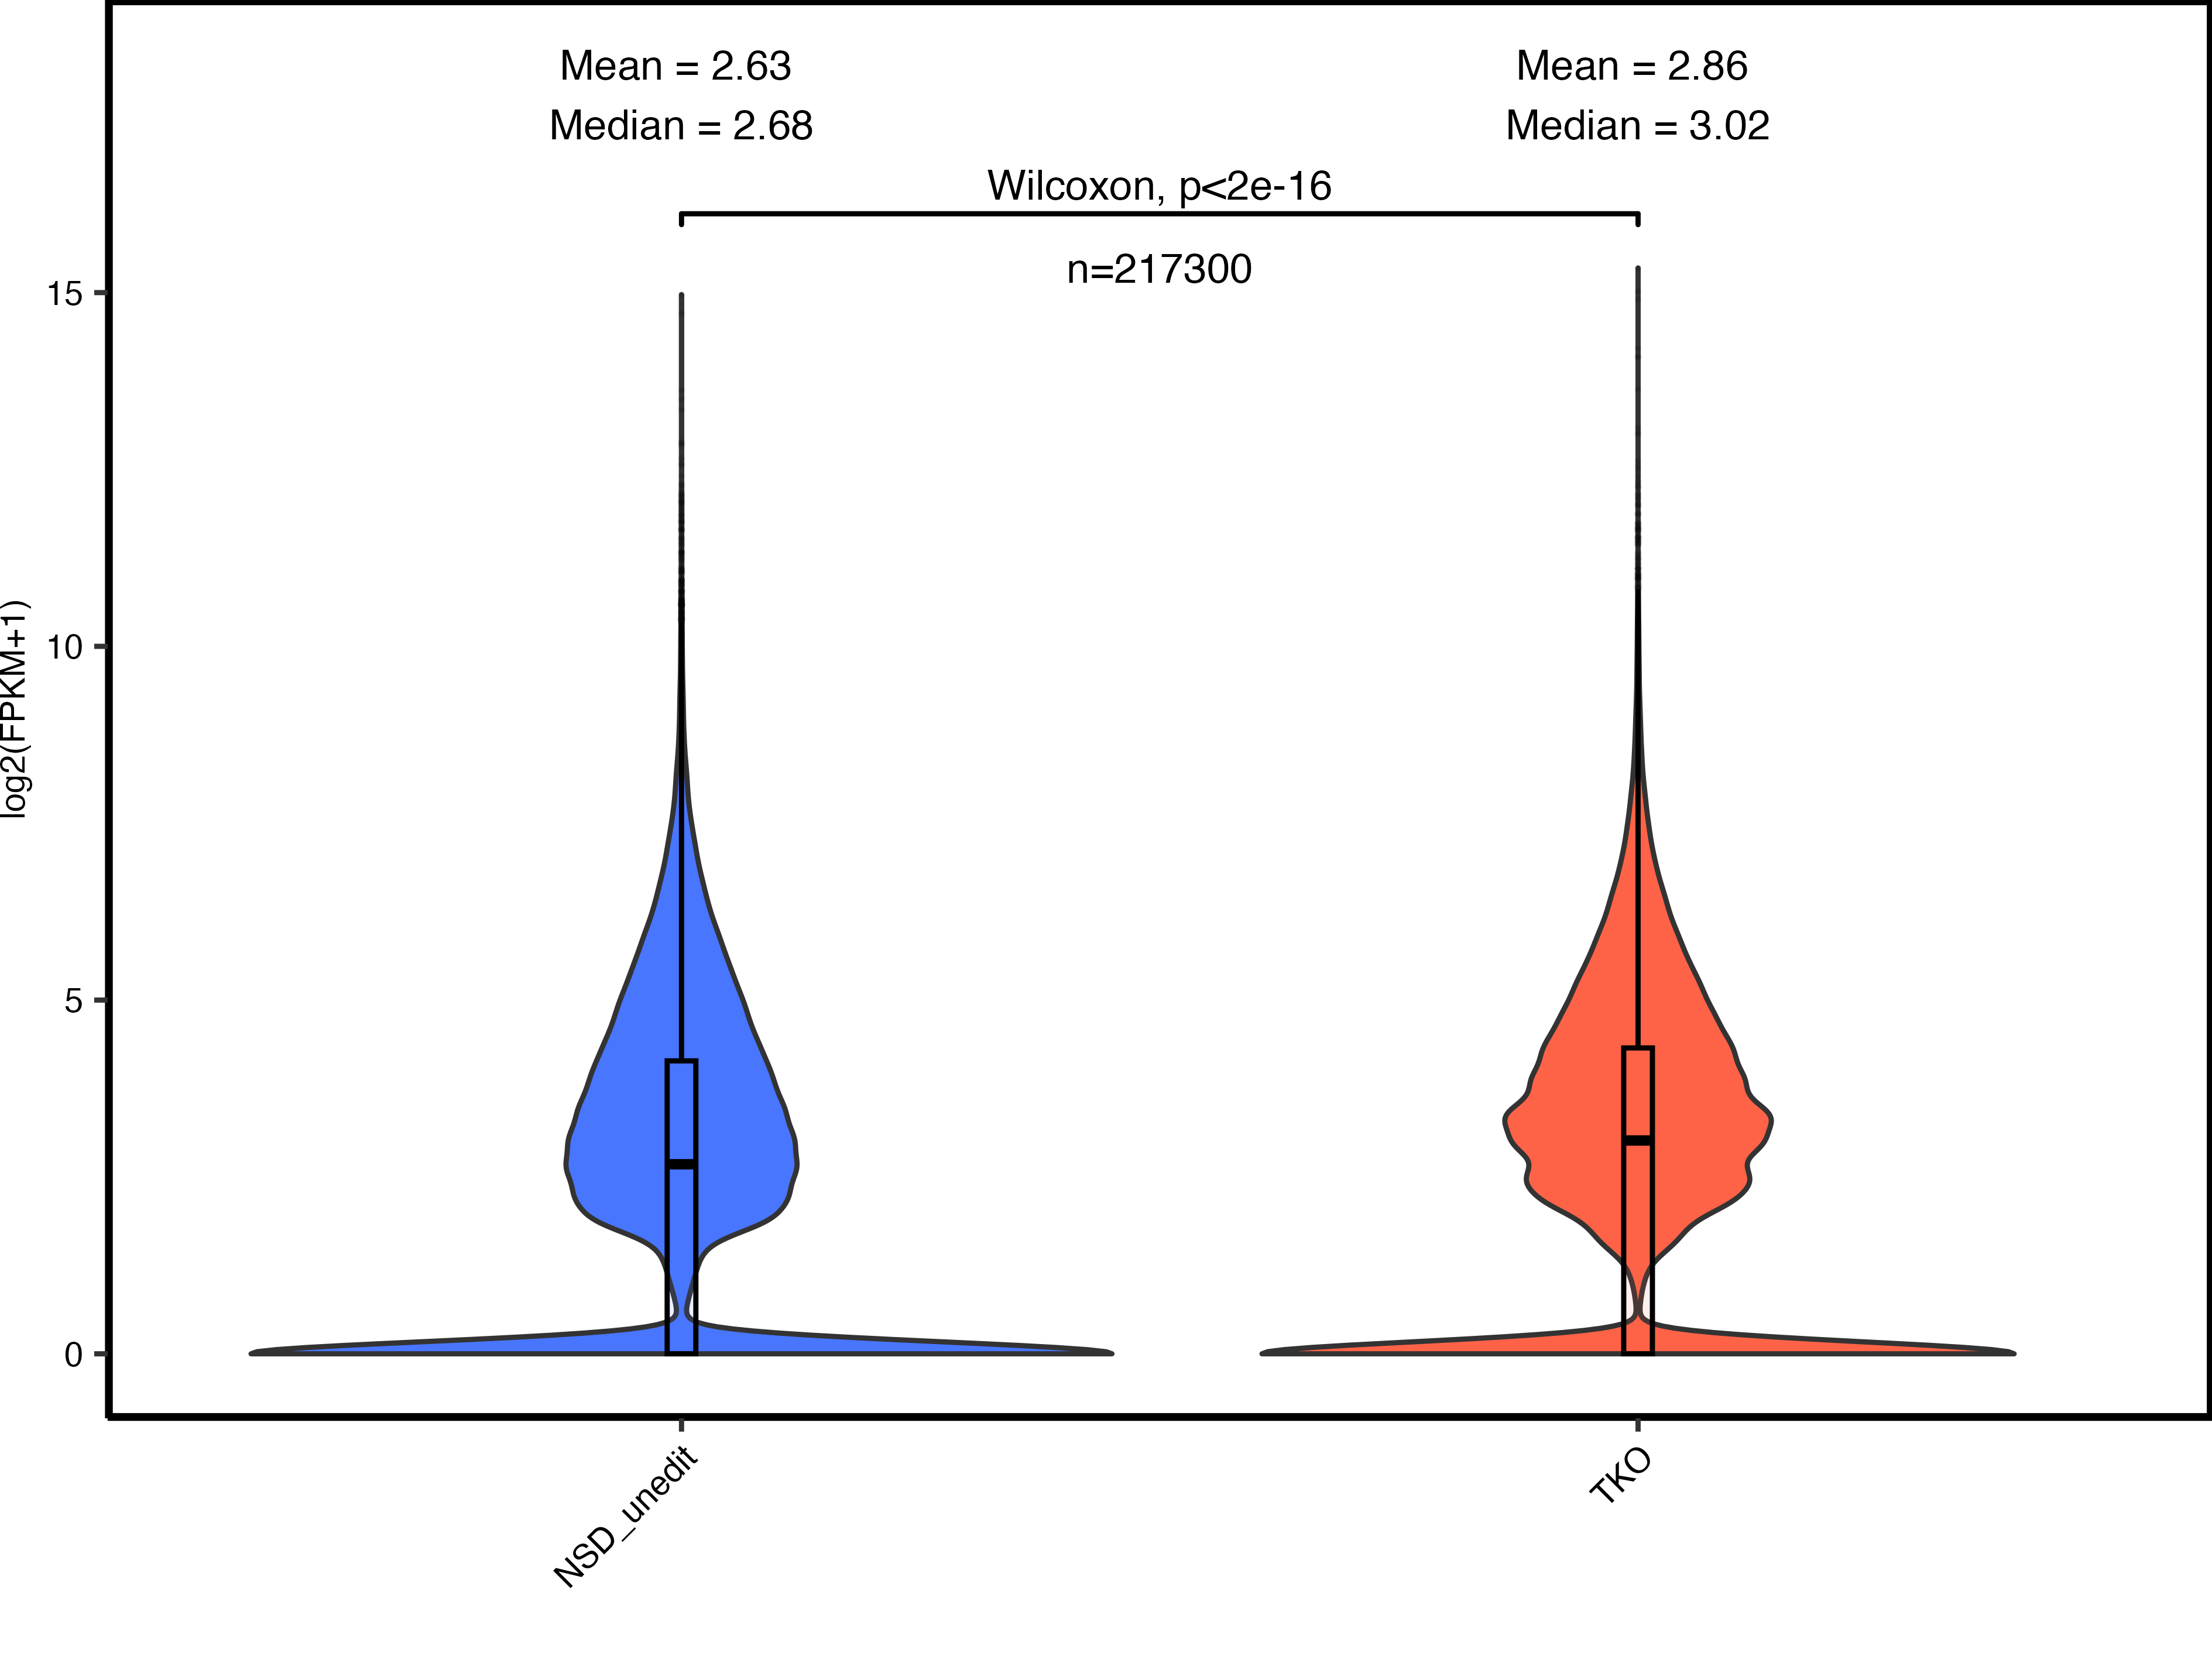 Mean = 2.63
Mean = 2.86
Median = 2.68
Median = 3.02
Wilcoxon, p<2e-16
n=217300
15
10
5
0
log2(FPKM+1)
NSD_unedit
TKO